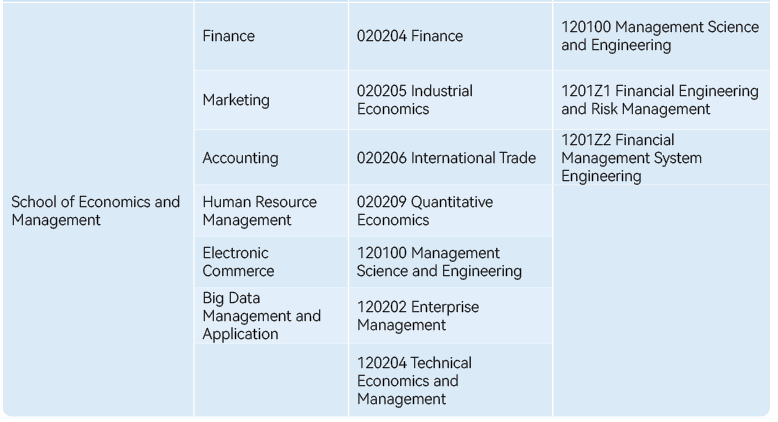 School of Economics and
Management
Finance
020204 Finance
120100 Management Science
and Engineering
Marketing
020205 Industrial
Economics
1201Z1 Financial Engineering
and Risk Management
Accounting
020206 International Trade
1201Z2 Financial
Management System
Engineering
Human Resource
Management
020209 Quantitative
Economics
Electronic
Commerce
120100 Management
Science and Engineering
Big Data
Management and
Application
120202 Enterprise
Management
120204 Technical
Economics and
Management